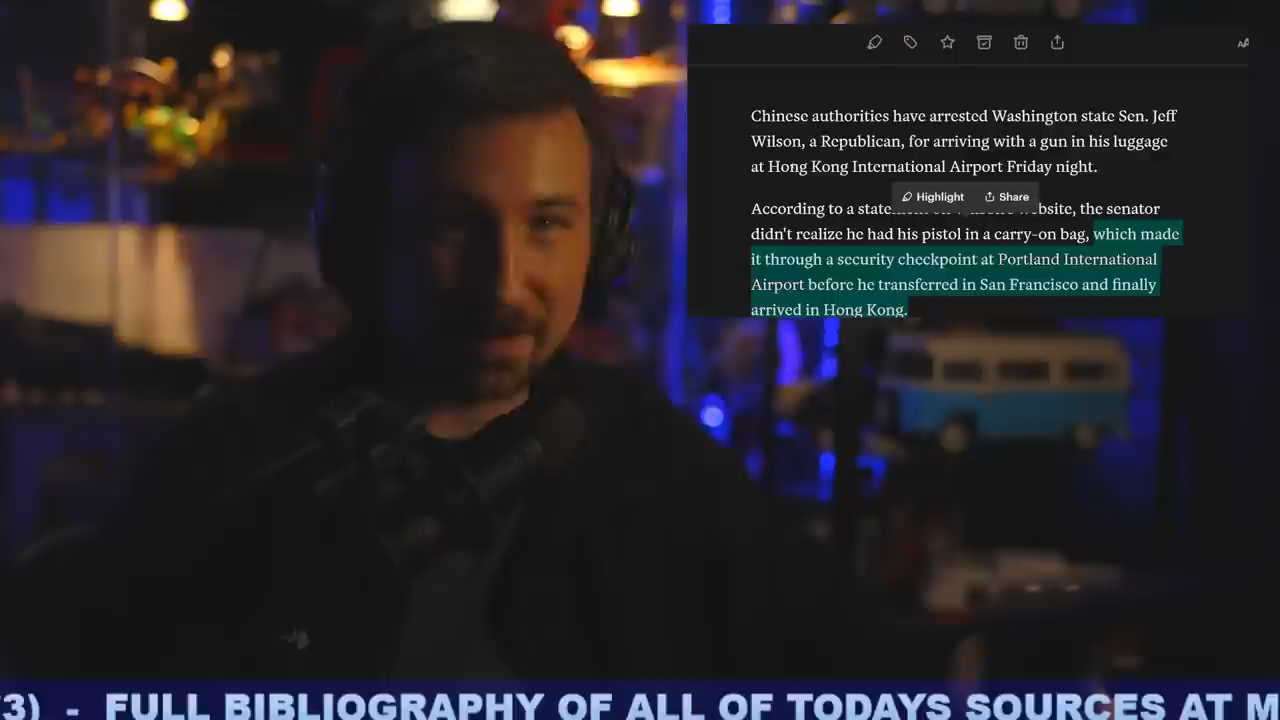 Chinese authorities have arrested Washington state Sen. Jeff
Wilson, a Republican, for arriving with a gun in his luggage
at Hong Kong International Airport Friday night.
Highlight Share
According to a statement website, the senator
didn't realize he had his pistol in a carry-on bag, which made
it through a security checkpoint at Portland International
Airport before he transferred in San Francisco and finally
arrived in Hong Kong.
3) - FULL BIBLIOGRAPHY OF ALL OF TODAYS SOURCES AT M